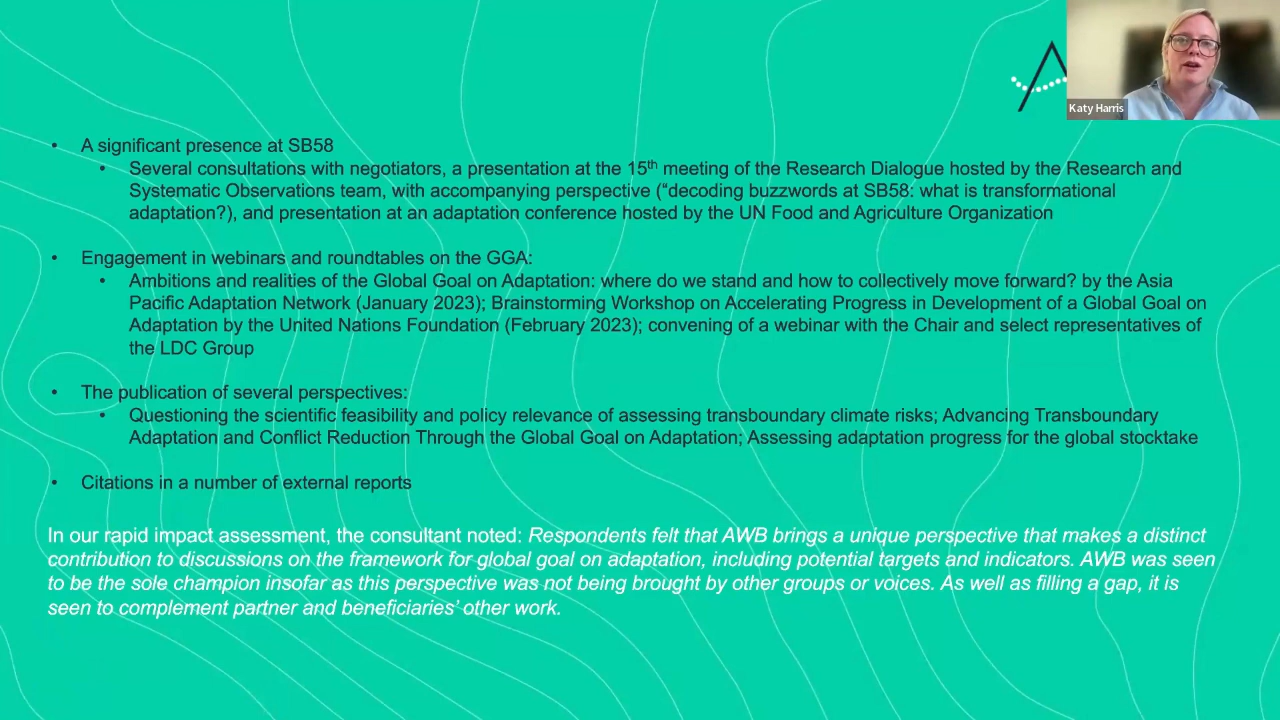 Katy Harris
• A significant presence at SB58
• Several consultations with negotiators, a presentation at the 15th meeting of the Research Dialogue hosted by the Research and
Systematic Observations team, with accompanying perspective (“decoding buzzwords at SB58: what is transformational
adaptation?), and presentation at an adaptation conference hosted by the UN Food and Agriculture Organization
• Engagement in webinars and roundtables on the GGA:
• Ambitions and realities of the Global Goal on Adaptation: where do we stand and how to collectively move forward? by the Asia
Pacific Adaptation Network (January 2023); Brainstorming Workshop on Accelerating Progress in Development of a Global Goal on
Adaptation by the United Nations Foundation (February 2023); convening of a webinar with the Chair and select representatives of
the LDC Group
• The publication of several perspectives:
• Questioning the scientific feasibility and policy relevance of assessing transboundary climate risks; Advancing Transboundary
Adaptation and Conflict Reduction Through the Global Goal on Adaptation; Assessing adaptation progress for the global stocktake
• Citations in a number of external reports
In our rapid impact assessment, the consultant noted: Respondents felt that AWB brings a unique perspective that makes a distinct
contribution to discussions on the framework for global goal on adaptation, including potential targets and indicators. AWB was seen
to be the sole champion insofar as this perspective was not being brought by other groups or voices. As well as filling a gap, it is
seen to complement partner and beneficiaries’ other work.